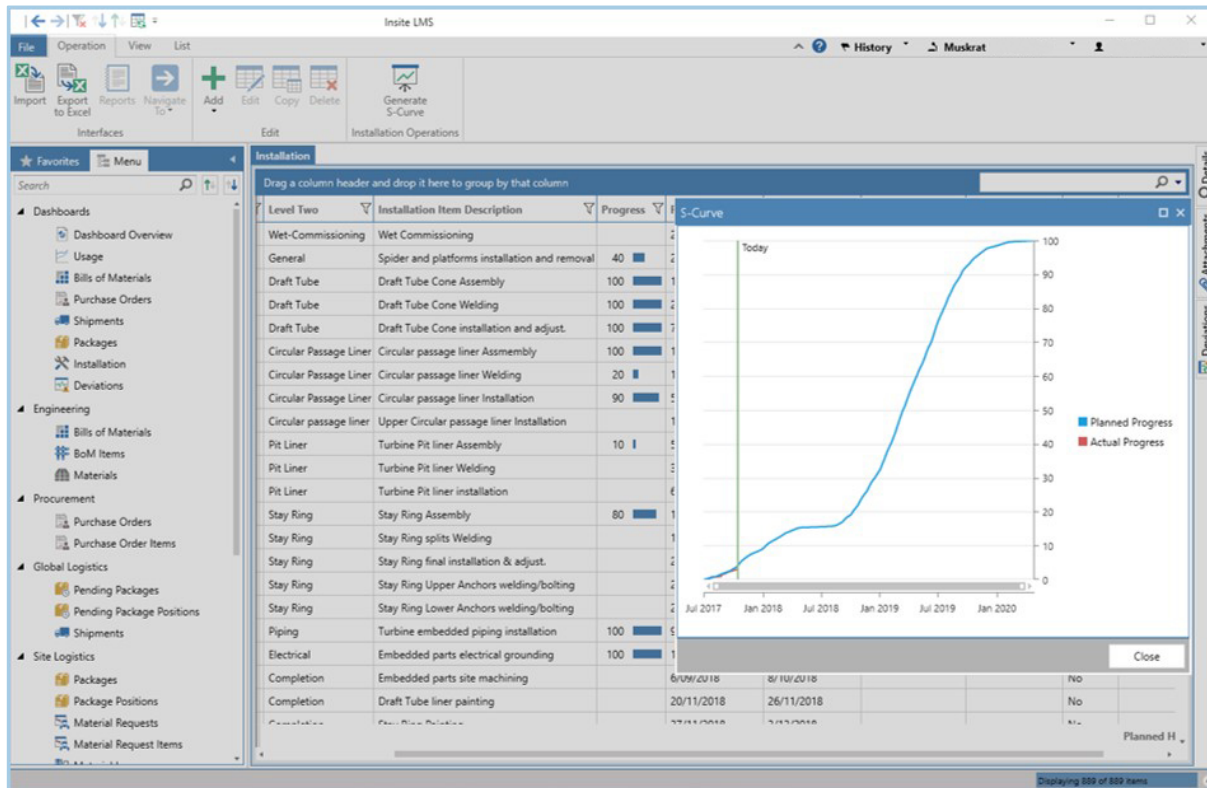 Insite LMS
File Operation View List
History Muskrat
Import Export to Excel Reports Navigate To Add Edit Copy Delete Generate S-Curve
Interfaces Edit Installation Operations
Favorites Menu
Search
Dashboards
Dashboard Overview
Usage
Bills of Materials
Purchase Orders
Shipments
Packages
Installation
Deviations
Engineering
Bills of Materials
BoM Items
Materials
Procurement
Purchase Orders
Purchase Order Items
Global Logistics
Pending Packages
Pending Package Positions
Shipments
Site Logistics
Packages
Package Positions
Material Requests
Material Request Items
Installation
Drag a column header and drop it here to group by that column
Level Two Installation Item Description Progress
Wet-Commissioning Wet Commissioning
General Spider and platforms installation and removal 40
Draft Tube Draft Tube Cone Assembly 100
Draft Tube Draft Tube Cone Welding 100
Draft Tube Draft Tube Cone installation and adjust. 100
Circular Passage Liner Circular passage liner Assmembly 100
Circular Passage Liner Circular passage liner Welding 20
Circular Passage Liner Circular passage liner Installation 90
Circular passage liner Upper Circular passage liner Installation
Pit Liner Turbine Pit liner Assembly 10
Pit Liner Turbine Pit liner Welding
Pit Liner Turbine Pit liner installation
Stay Ring Stay Ring Assembly 80
Stay Ring Stay Ring splits Welding
Stay Ring Stay Ring final installation & adjust.
Stay Ring Stay Ring Upper Anchors welding/bolting
Stay Ring Stay Ring Lower Anchors welding/bolting
Piping Turbine embedded piping installation 100
Electrical Embedded parts electrical grounding 100
Completion Embedded parts site machining 6/09/2018 8/10/2018 No
Completion Draft Tube liner painting 20/11/2018 26/11/2018 No
Planned H
Displaying 889 of 889 items
S-Curve
Today
100
90
80
70
60
50
40
30
20
10
0
Jul 2017 Jan 2018 Jul 2018 Jan 2019 Jul 2019 Jan 2020
Planned Progress
Actual Progress
Close
Details
Attachments
Deviations